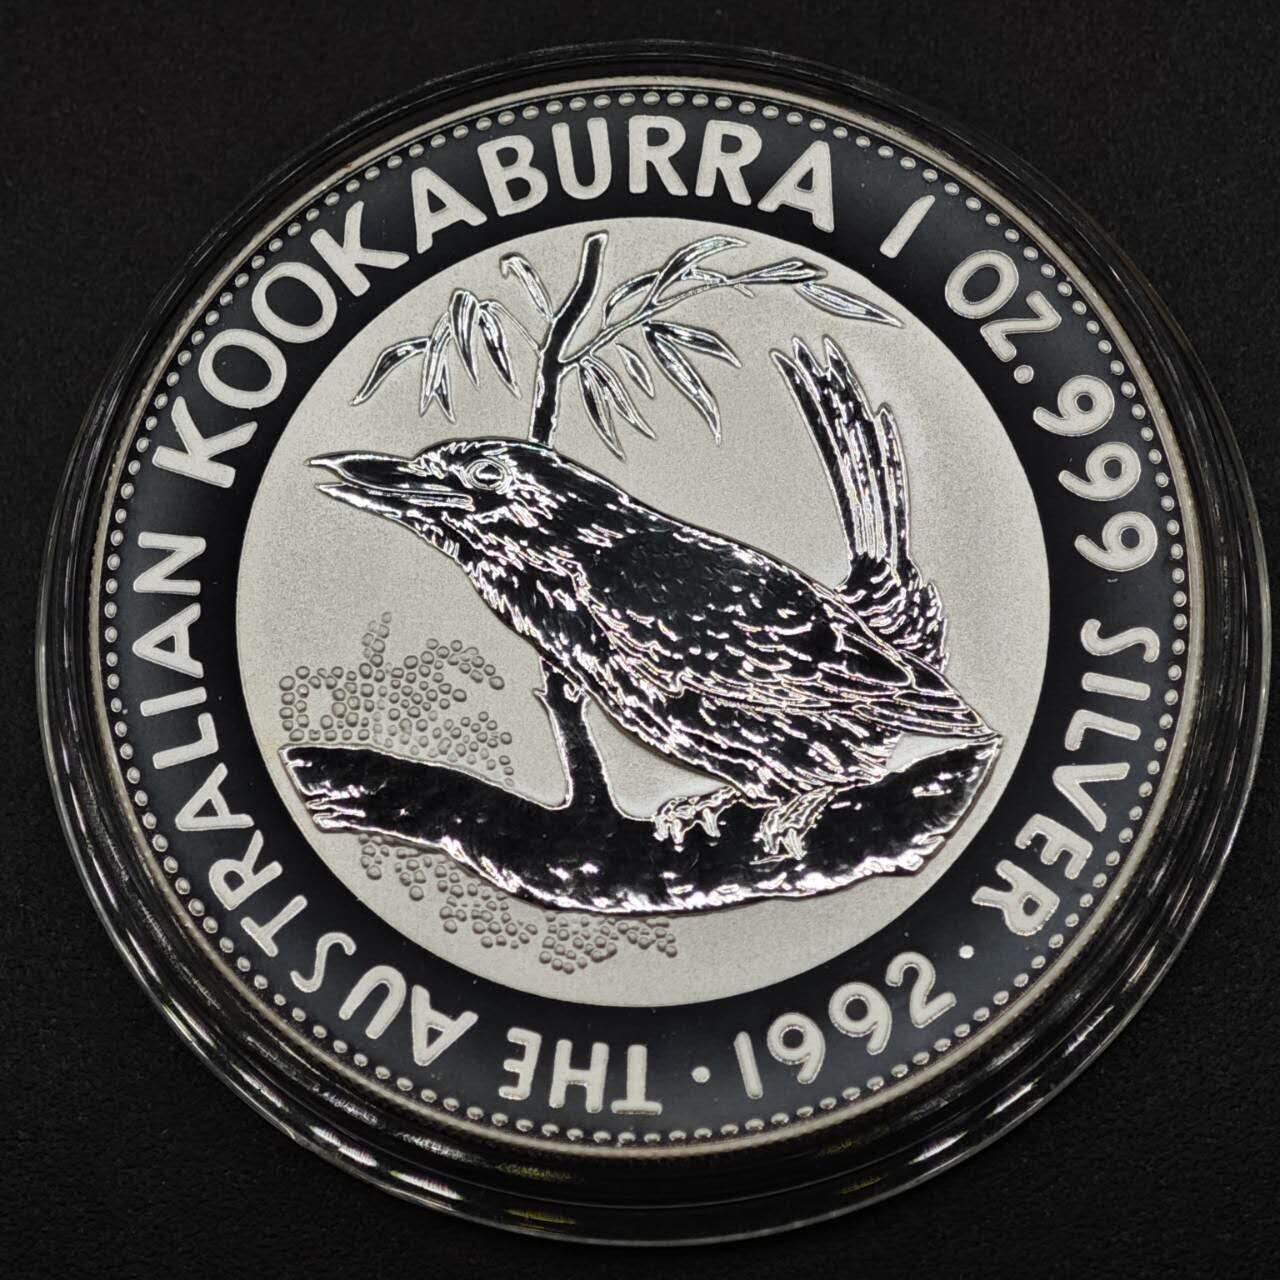 THE AUSTRALIAN KOOKABURRA 1 OZ. 999 SILVER · 1992 ·